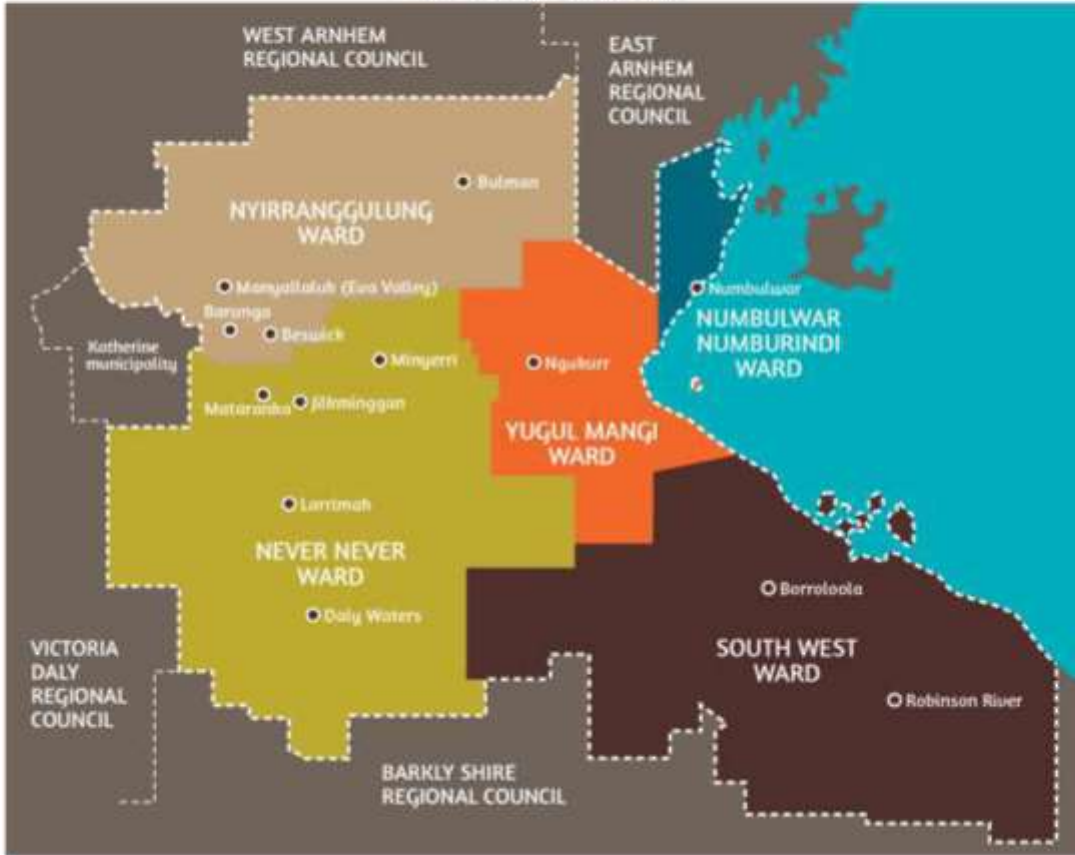 WEST ARNHEM
REGIONAL COUNCIL
EAST
ARNHEM
REGIONAL
COUNCIL
Bulman
NYIRRANGGULUNG
WARD
Manyallaluk (Eva Valley)
Barunga
Beswick
Katherine
municipality
Minyerri
Mataranka
Jilkminggan
Ngukurr
Numbulwar
NUMBULWAR
NUMBURINDI
WARD
YUGUL MANGI
WARD
Larrimah
NEVER NEVER
WARD
Daly Waters
Borroloola
SOUTH WEST
WARD
Robinson River
VICTORIA
DALY
REGIONAL
COUNCIL
BARKLY SHIRE
REGIONAL COUNCIL